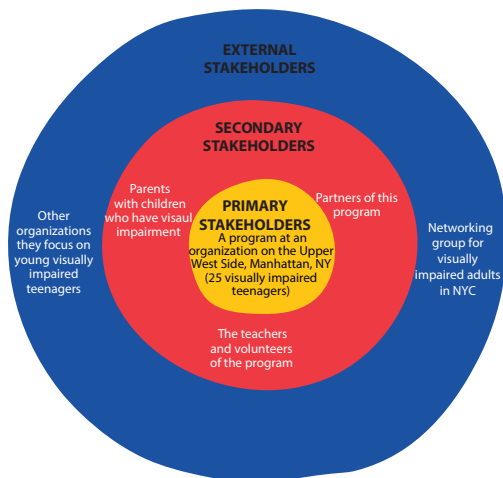 EXTERNAL
STAKEHOLDERS
SECONDARY
STAKEHOLDERS
Parents
with children
who have visaul
impairment
Partners of this
program
PRIMARY
STAKEHOLDERS
A program at an
organization on the Upper
West Side, Manhattan, NY
(25 visually impaired
teenagers)
Other
organizations
they focus on
young visually
impaired
teenagers
Networking
group for
visually
impaired adults
in NYC
The teachers
and volunteers
of the program